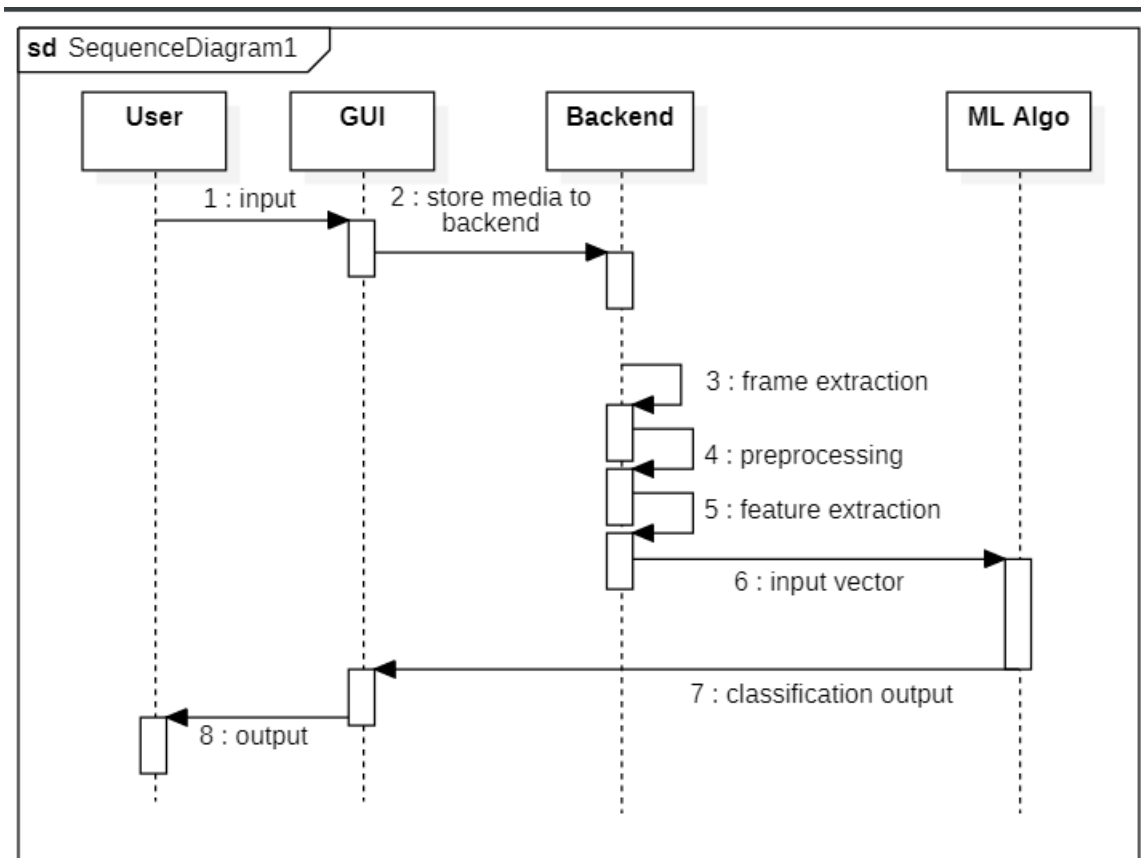 sd SequenceDiagram1
User
GUI
Backend
ML Algo
1 : input
2 : store media to
backend
3 : frame extraction
4 : preprocessing
5 : feature extraction
6 : input vector
7 : classification output
8 : output